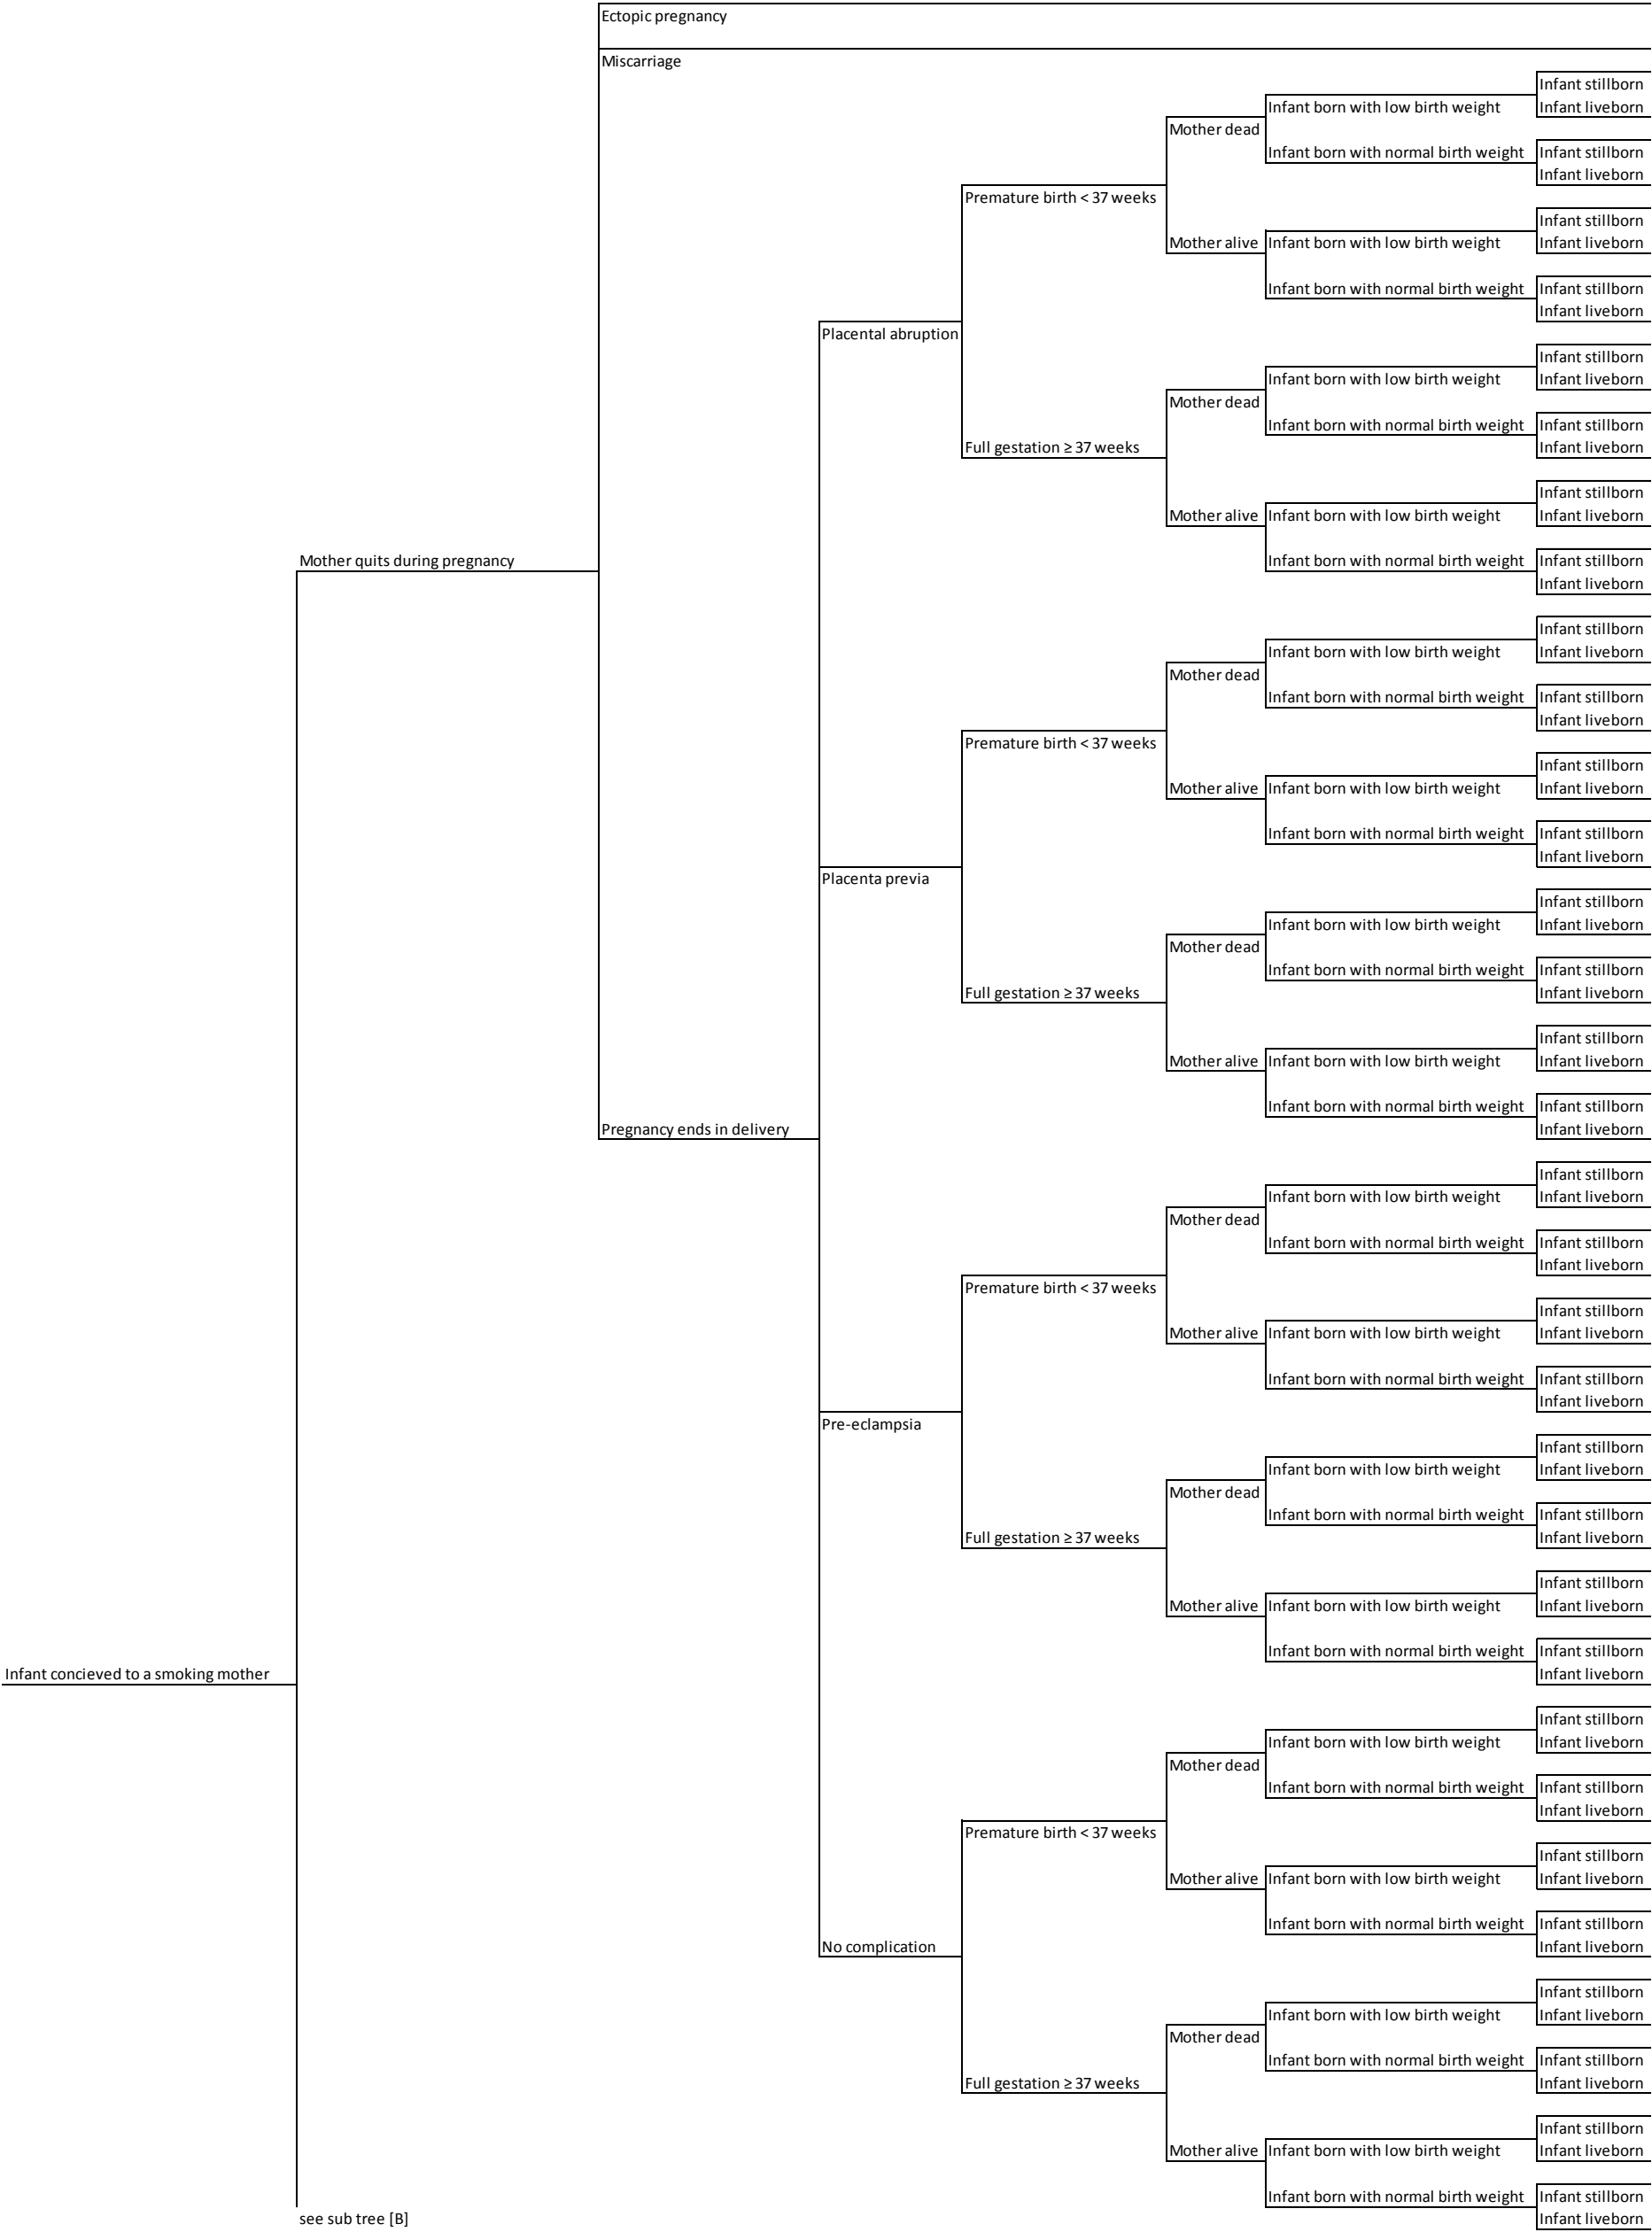 Ectopic pregnancy
Miscarriage
Infant stillborn
Infant born with low birth weight Infant liveborn
Mother dead
Infant born with normal birth weight Infant stillborn
Infant liveborn
Premature birth < 37 weeks
Infant stillborn
Mother alive Infant born with low birth weight Infant liveborn
Infant born with normal birth weight Infant stillborn
Infant liveborn
Placental abruption
Infant stillborn
Infant born with low birth weight Infant liveborn
Mother dead
Infant born with normal birth weight Infant stillborn
Full gestation ≥ 37 weeks Infant liveborn
Infant stillborn
Mother alive Infant born with low birth weight Infant liveborn
Mother quits during pregnancy Infant born with normal birth weight Infant stillborn
Infant liveborn
Infant stillborn
Infant born with low birth weight Infant liveborn
Mother dead
Infant born with normal birth weight Infant stillborn
Infant liveborn
Premature birth < 37 weeks
Infant stillborn
Mother alive Infant born with low birth weight Infant liveborn
Infant born with normal birth weight Infant stillborn
Infant liveborn
Placenta previa
Infant stillborn
Infant born with low birth weight Infant liveborn
Mother dead
Infant born with normal birth weight Infant stillborn
Full gestation ≥ 37 weeks Infant liveborn
Infant stillborn
Mother alive Infant born with low birth weight Infant liveborn
Infant born with normal birth weight Infant stillborn
Pregnancy ends in delivery Infant liveborn
Infant stillborn
Infant born with low birth weight Infant liveborn
Mother dead
Infant born with normal birth weight Infant stillborn
Infant liveborn
Premature birth < 37 weeks
Infant stillborn
Mother alive Infant born with low birth weight Infant liveborn
Infant born with normal birth weight Infant stillborn
Infant liveborn
Pre-eclampsia
Infant stillborn
Infant born with low birth weight Infant liveborn
Mother dead
Infant born with normal birth weight Infant stillborn
Full gestation ≥ 37 weeks Infant liveborn
Infant stillborn
Mother alive Infant born with low birth weight Infant liveborn
Infant born with normal birth weight Infant stillborn
Infant concieved to a smoking mother Infant liveborn
Infant stillborn
Infant born with low birth weight Infant liveborn
Mother dead
Infant born with normal birth weight Infant stillborn
Infant liveborn
Premature birth < 37 weeks
Infant stillborn
Mother alive Infant born with low birth weight Infant liveborn
Infant born with normal birth weight Infant stillborn
No complication Infant liveborn
Infant stillborn
Infant born with low birth weight Infant liveborn
Mother dead
Infant born with normal birth weight Infant stillborn
Full gestation ≥ 37 weeks Infant liveborn
Infant stillborn
Mother alive Infant born with low birth weight Infant liveborn
Infant born with normal birth weight Infant stillborn
see sub tree [B] Infant liveborn